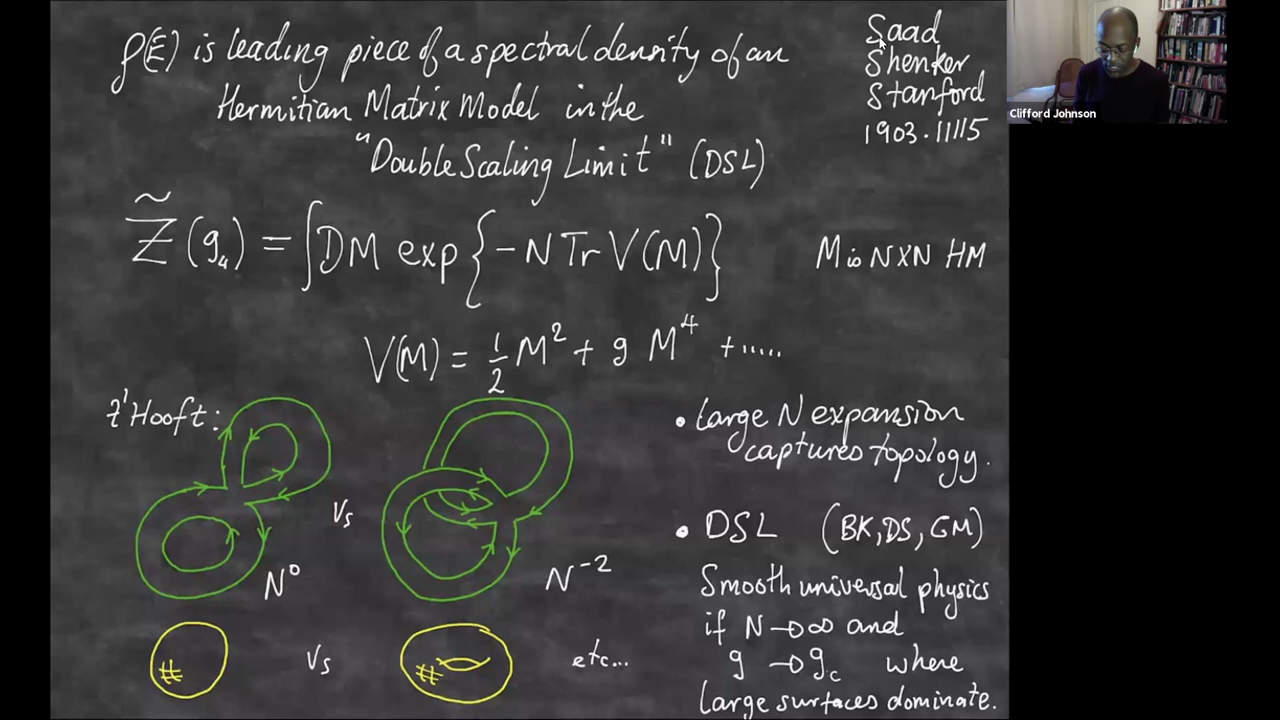 ρ(E) is leading piece of a spectral density of an
Hermitian Matrix Model in the
"Double Scaling Limit" (DSL)
Saad
Shenker
Stanford
1903.11115
Clifford Johnson
Z̃(g₄) = ∫DM exp{-N Tr V(M)}
M is N×N HM
V(M) = ½M² + g M⁴ + .....
t'Hooft:
Vs
N⁰
N⁻²
Vs
etc...
• Large N expansion
captures topology.
• DSL (BK, DS, GM)
Smooth universal physics
if N→∞ and
g → g_c where
large surfaces dominate.